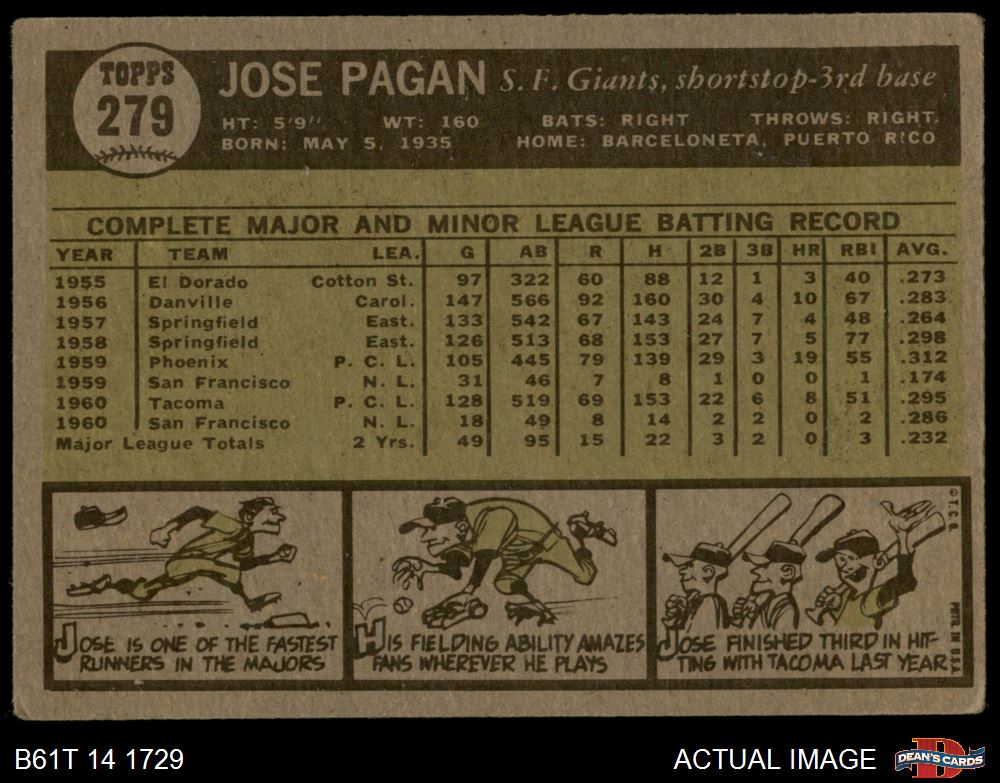 TOPPS
279
JOSE PAGAN S. F. Giants, shortstop-3rd base
HT: 5'9" WT: 160 BATS: RIGHT THROWS: RIGHT.
BORN: MAY 5, 1935 HOME: BARCELONETA, PUERTO RICO
COMPLETE MAJOR AND MINOR LEAGUE BATTING RECORD
YEAR TEAM LEA. G AB R H 2B 3B HR RBI AVG.
1955 El Dorado Cotton St. 97 322 60 88 12 1 3 40 .273
1956 Danville Carol. 147 566 92 160 30 4 10 67 .283
1957 Springfield East. 133 542 67 143 24 7 4 48 .264
1958 Springfield East. 126 513 68 153 27 7 5 77 .298
1959 Phoenix P. C. L. 105 445 79 139 29 3 19 55 .312
1959 San Francisco N. L. 31 46 7 8 1 0 0 1 .174
1960 Tacoma P. C. L. 128 519 69 153 22 6 8 51 .295
1960 San Francisco N. L. 18 49 8 14 2 2 0 2 .286
Major League Totals 2 Yrs. 49 95 15 22 3 2 0 3 .232
JOSE IS ONE OF THE FASTEST
RUNNERS IN THE MAJORS
HIS FIELDING ABILITY AMAZES
FANS WHEREVER HE PLAYS
JOSE FINISHED THIRD IN HIT-
TING WITH TACOMA LAST YEAR
© T. C. G.
PRTD. IN U.S.A.
B61T 14 1729
ACTUAL IMAGE
DEAN'S CARDS